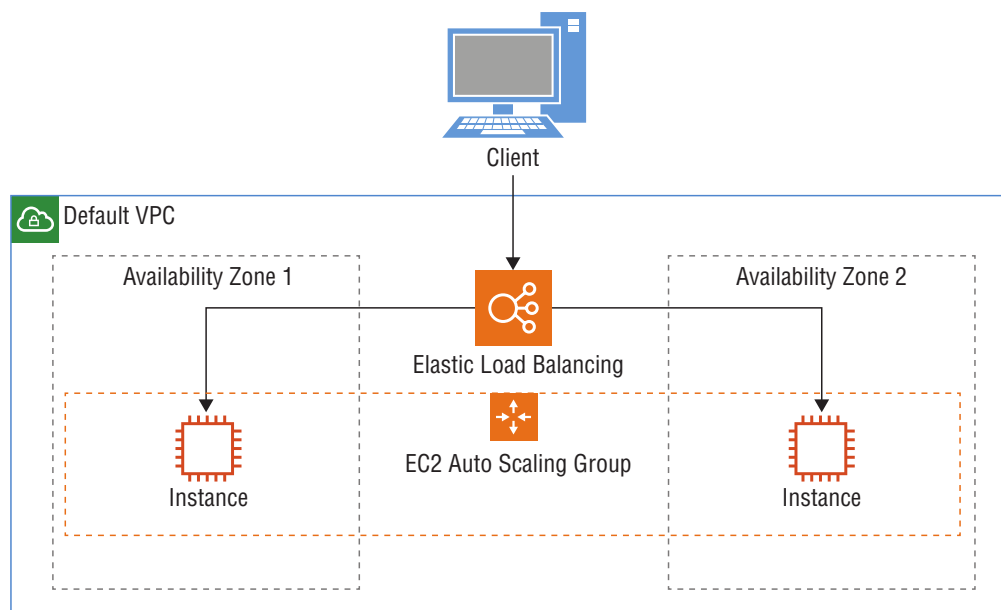 Client
Default VPC
Availability Zone 1
Availability Zone 2
Elastic Load Balancing
EC2 Auto Scaling Group
Instance
Instance